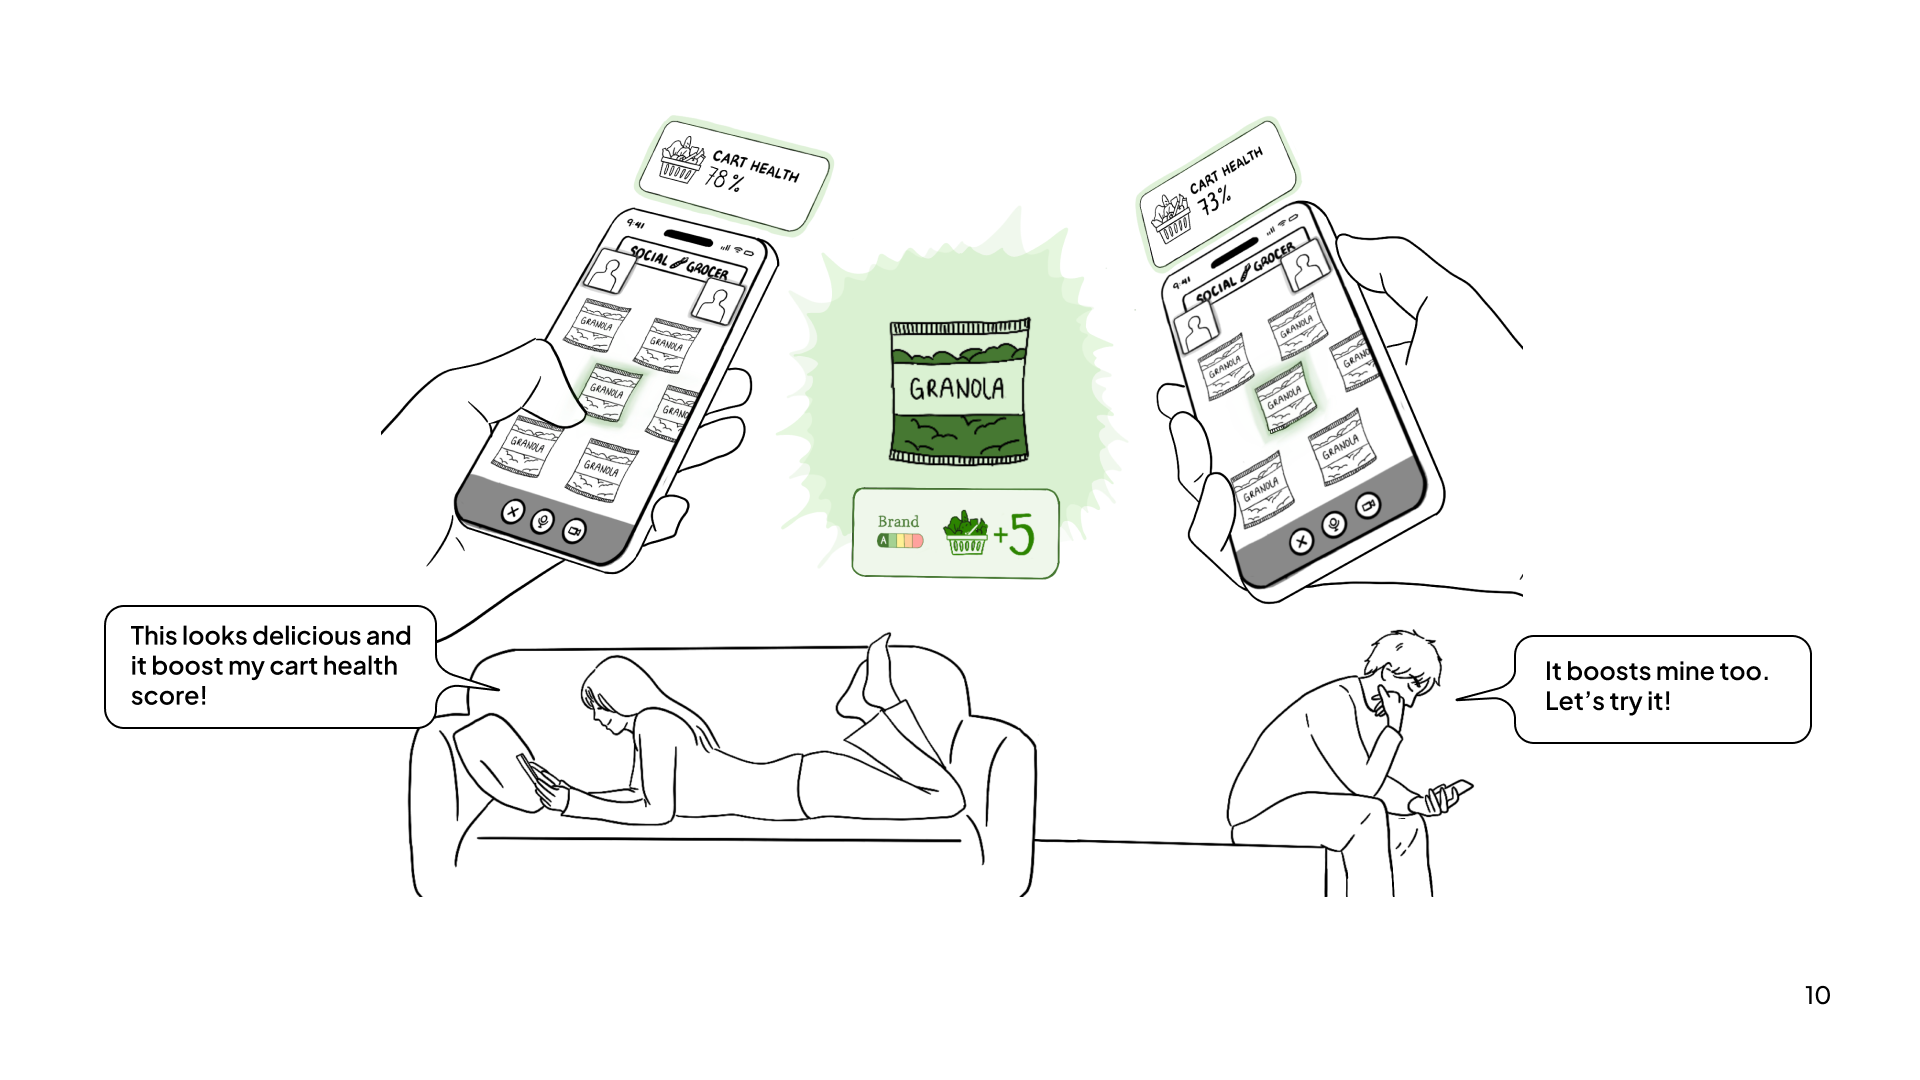 CART HEALTH
78%
9:41
SOCIAL GROCER
GRANOLA
GRANOLA
GRANOLA
GRANO
GRANOLA
GRANOLA
GRANOLA
Brand
A
+5
CART HEALTH
73%
9:41
SOCIAL GROCER
GRANOLA
GRANOLA
GRANO
GRANOLA
GRANOLA
GRANOLA
This looks delicious and
it boost my cart health
score!
It boosts mine too.
Let's try it!
10